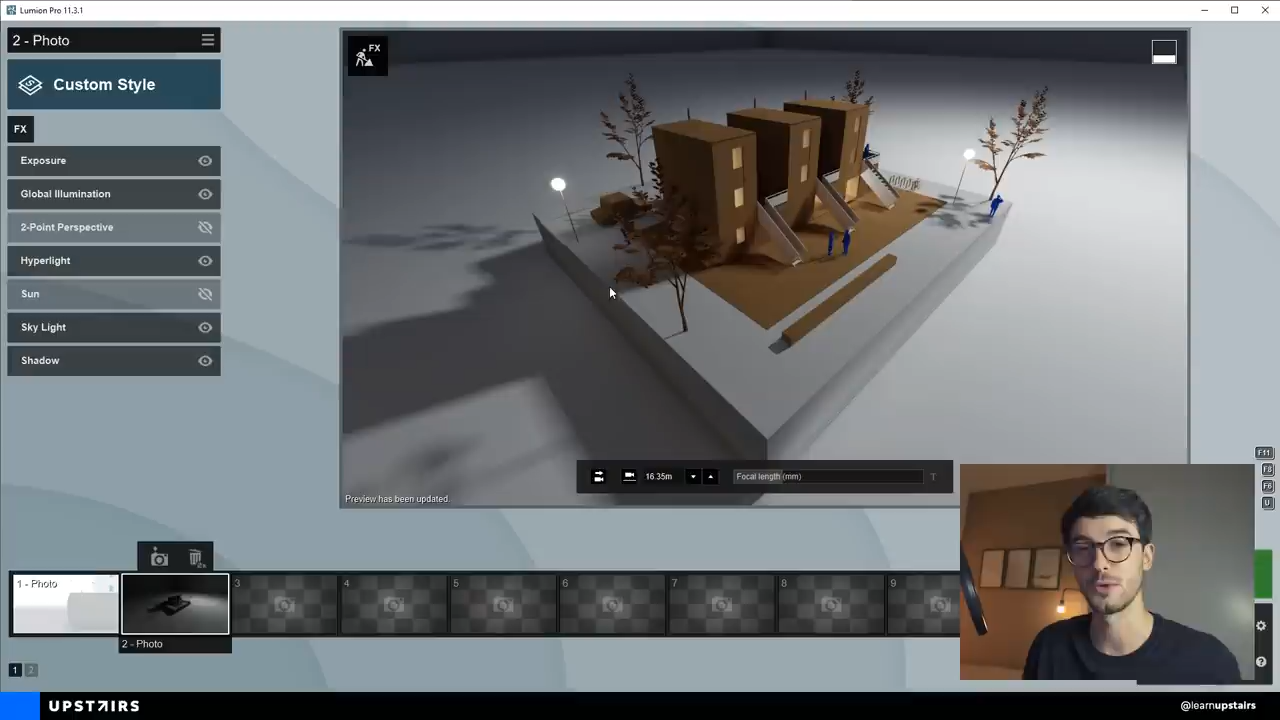 Lumion Pro 11.3.1
2 - Photo
Custom Style
FX
Exposure
Global Illumination
2-Point Perspective
Hyperlight
Sun
Sky Light
Shadow
FX
16.35m
Focal length (mm)
T
Preview has been updated.
F11
F8
F6
U
1 - Photo
2 - Photo
3
4
5
6
7
8
9
1
2
?
UPSTAIRS
@learnupstairs